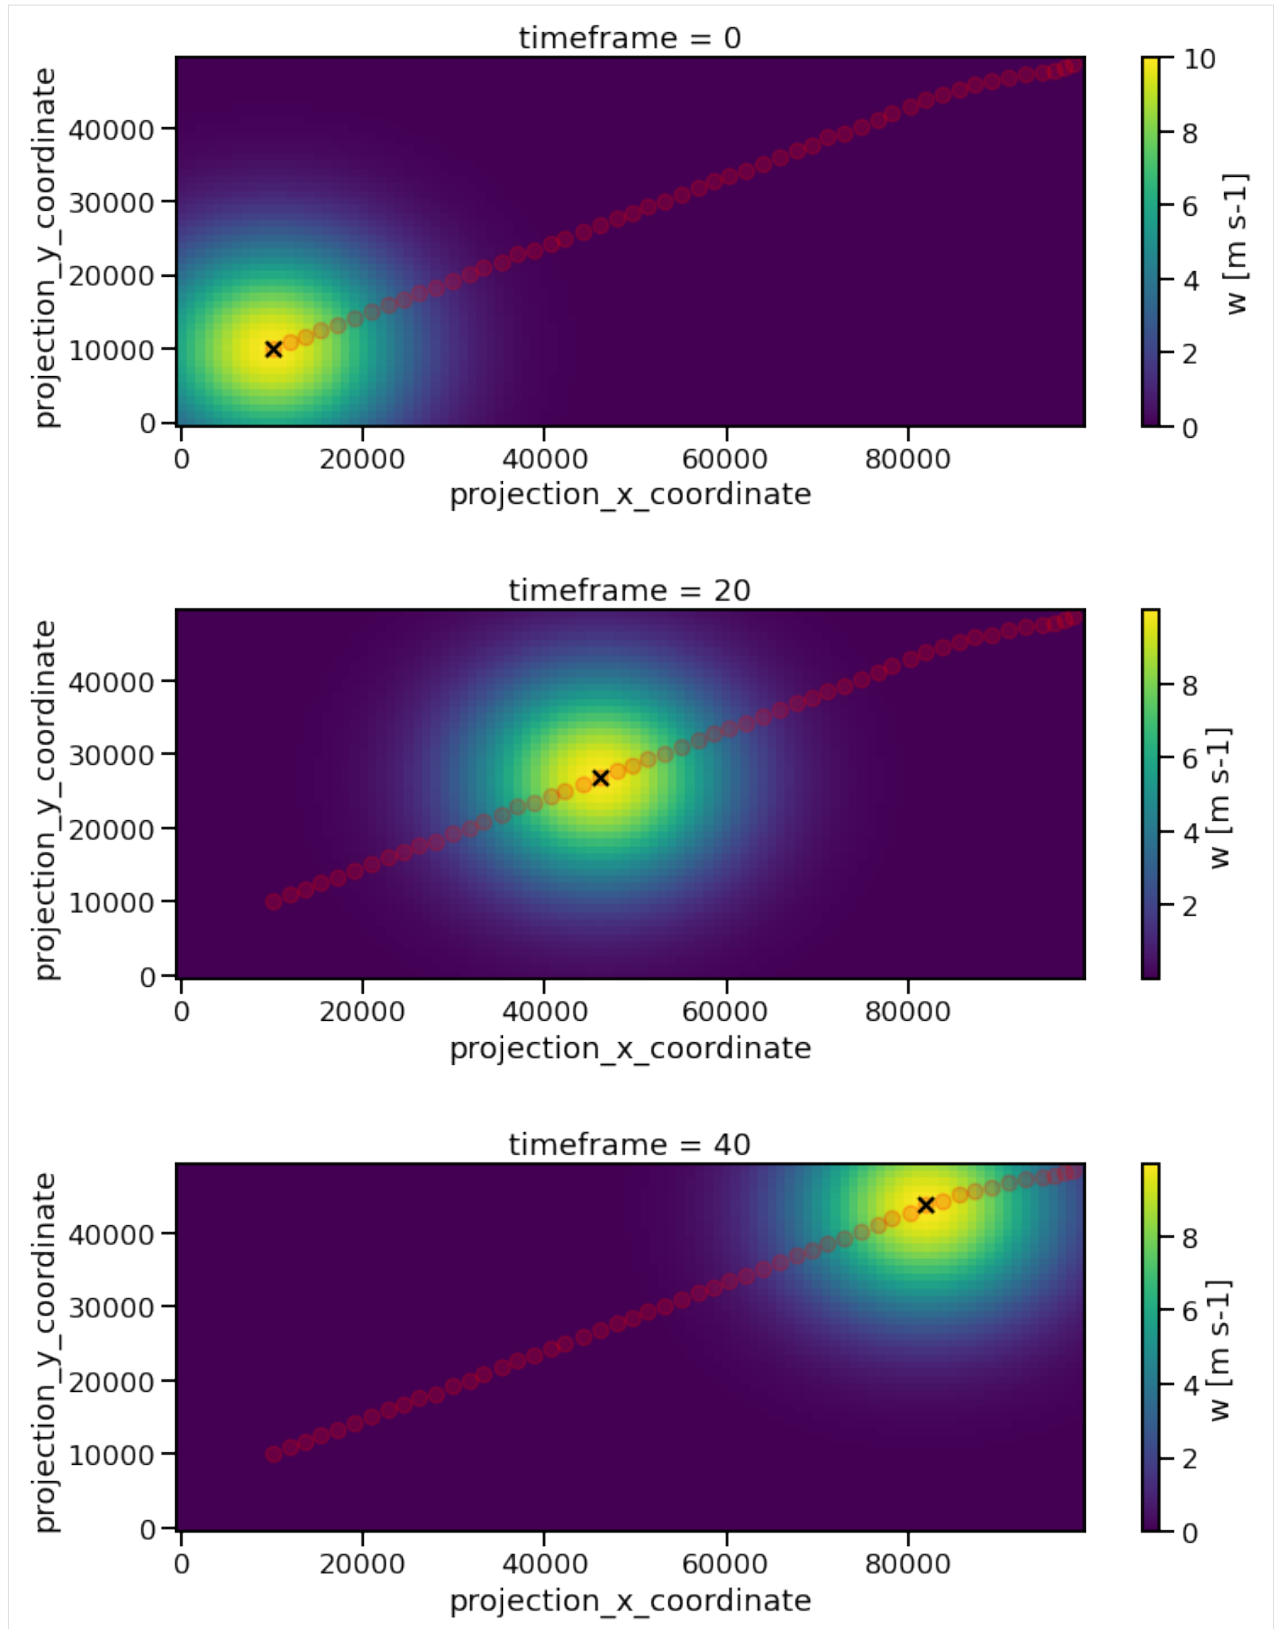 timeframe = 0
projection_y_coordinate
40000
30000
20000
10000
0
0 20000 40000 60000 80000
projection_x_coordinate
10
8
6
4
2
0
w [m s-1]
timeframe = 20
projection_y_coordinate
40000
30000
20000
10000
0
0 20000 40000 60000 80000
projection_x_coordinate
8
6
4
2
w [m s-1]
timeframe = 40
projection_y_coordinate
40000
30000
20000
10000
0
0 20000 40000 60000 80000
projection_x_coordinate
8
6
4
2
0
w [m s-1]